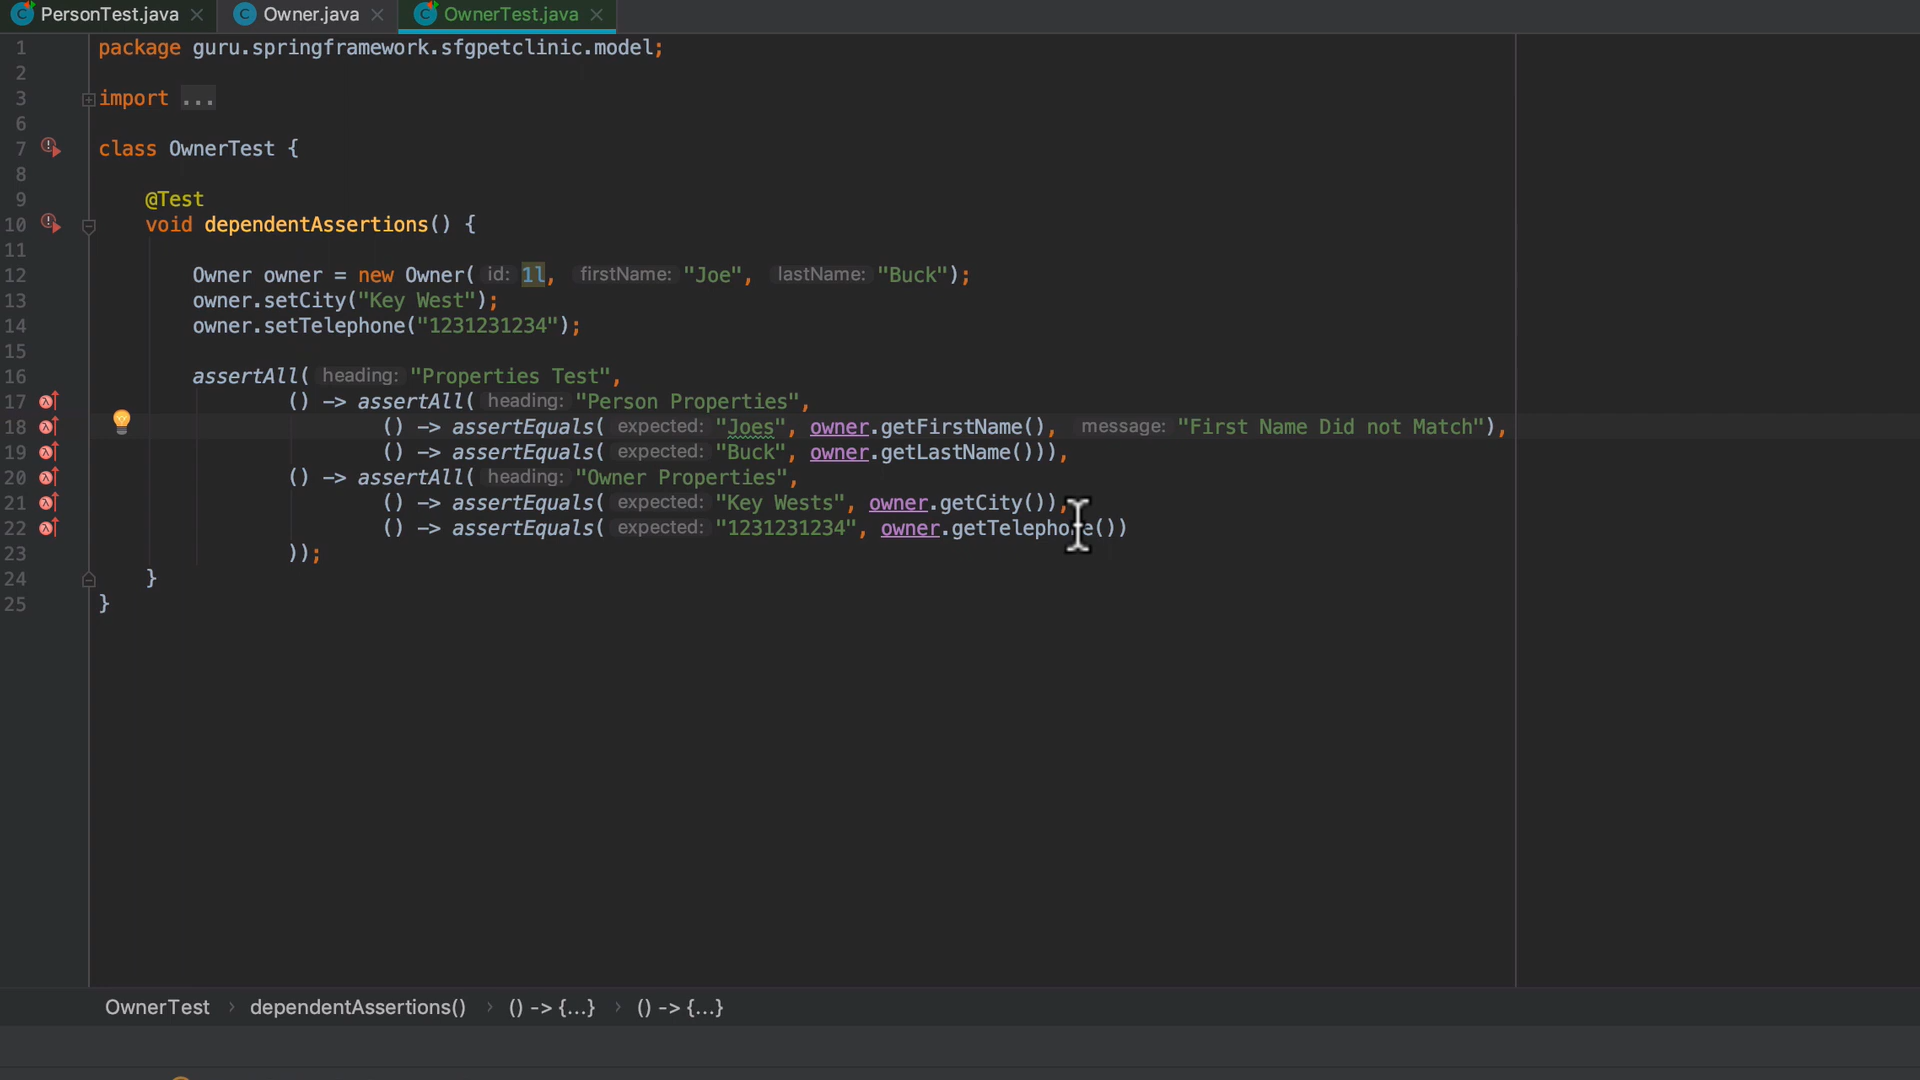 PersonTest.java Owner.java OwnerTest.java
1 package guru.springframework.sfgpetclinic.model;
2
3 import ...
6
7 class OwnerTest {
8
9 @Test
10 void dependentAssertions() {
11
12 Owner owner = new Owner( id: 1l, firstName: "Joe", lastName: "Buck");
13 owner.setCity("Key West");
14 owner.setTelephone("1231231234");
15
16 assertAll( heading: "Properties Test",
17 () -> assertAll( heading: "Person Properties",
18 () -> assertEquals( expected: "Joes", owner.getFirstName(), message: "First Name Did not Match"),
19 () -> assertEquals( expected: "Buck", owner.getLastName())),
20 () -> assertAll( heading: "Owner Properties",
21 () -> assertEquals( expected: "Key Wests", owner.getCity()),
22 () -> assertEquals( expected: "1231231234", owner.getTelephone())
23 ));
24 }
25 }
OwnerTest › dependentAssertions() › () -> {...} › () -> {...}